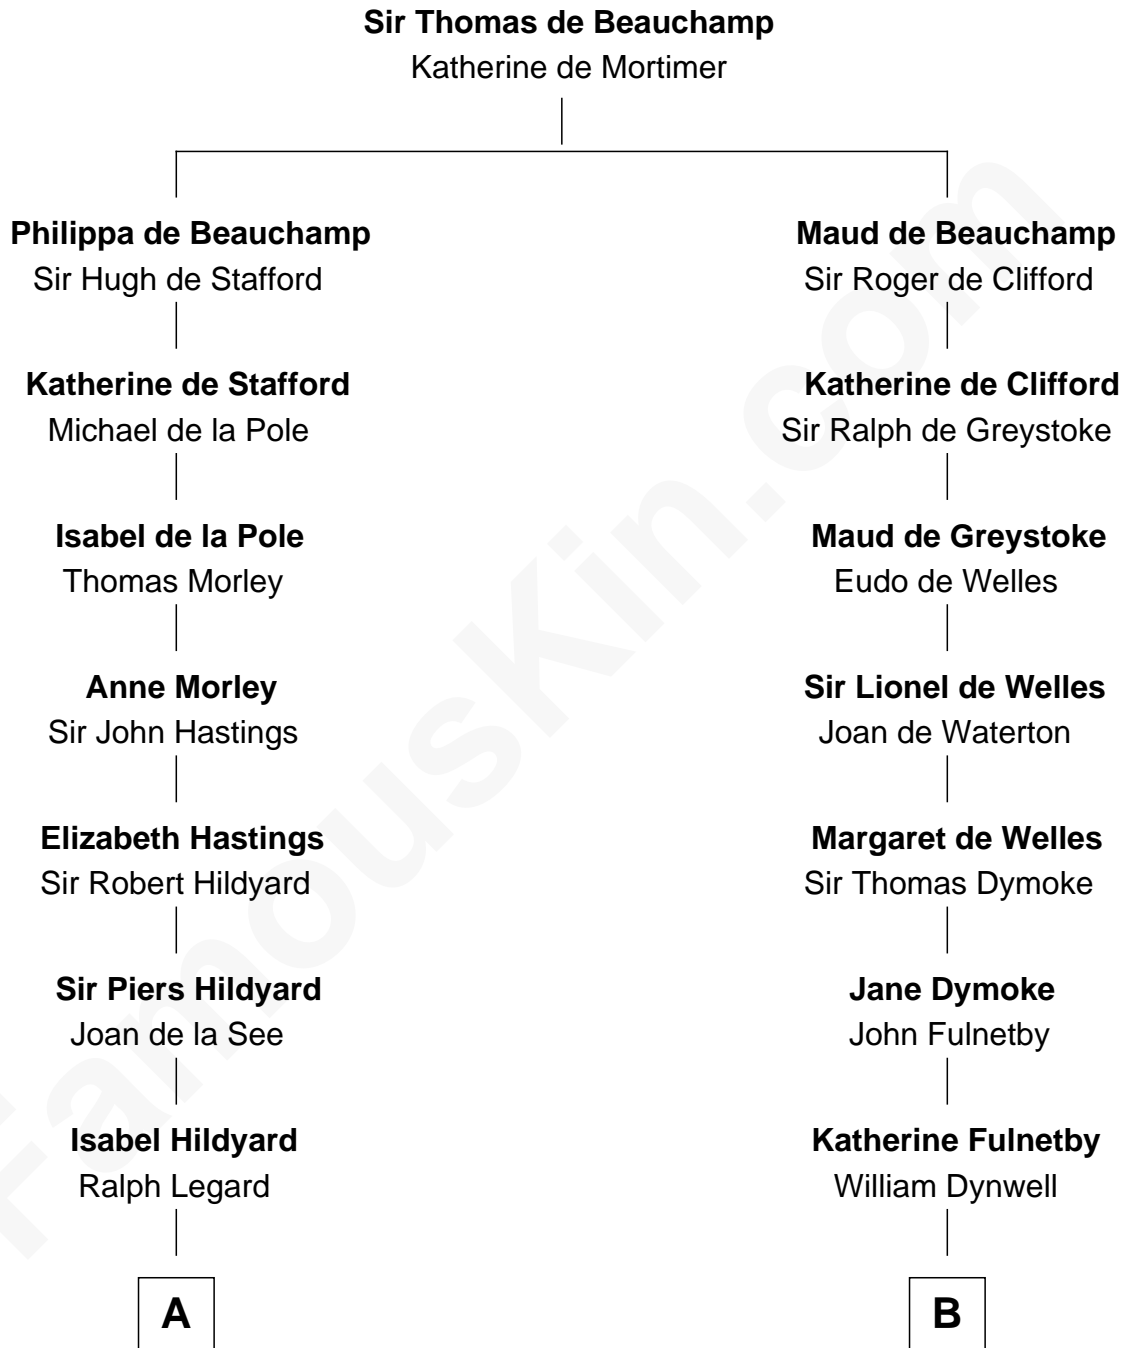 Sir Thomas de Beauchamp
Katherine de Mortimer
Philippa de Beauchamp
Sir Hugh de Stafford
Katherine de Stafford
Michael de la Pole
Isabel de la Pole
Thomas Morley
Anne Morley
Sir John Hastings
Elizabeth Hastings
Sir Robert Hildyard
Sir Piers Hildyard
Joan de la See
Isabel Hildyard
Ralph Legard
A
Maud de Beauchamp
Sir Roger de Clifford
Katherine de Clifford
Sir Ralph de Greystoke
Maud de Greystoke
Eudo de Welles
Sir Lionel de Welles
Joan de Waterton
Margaret de Welles
Sir Thomas Dymoke
Jane Dymoke
John Fulnetby
Katherine Fulnetby
William Dynwell
B
FamousKin.com